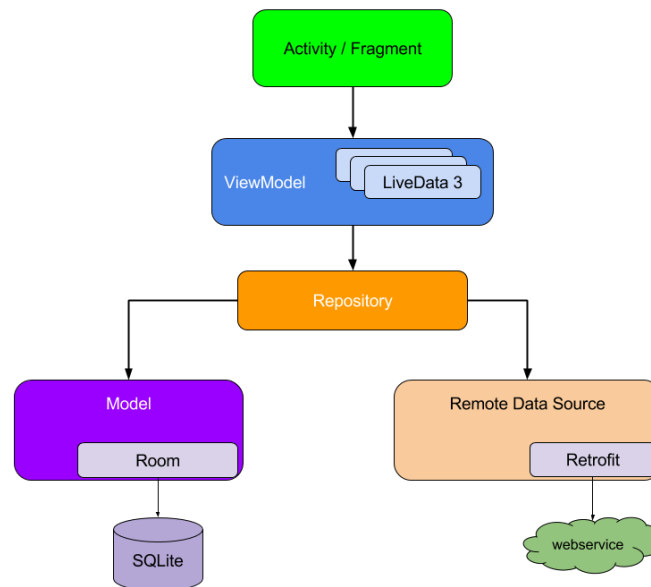 Activity / Fragment
ViewModel
LiveData 3
Repository
Model
Remote Data Source
Room
Retrofit
SQLite
webservice